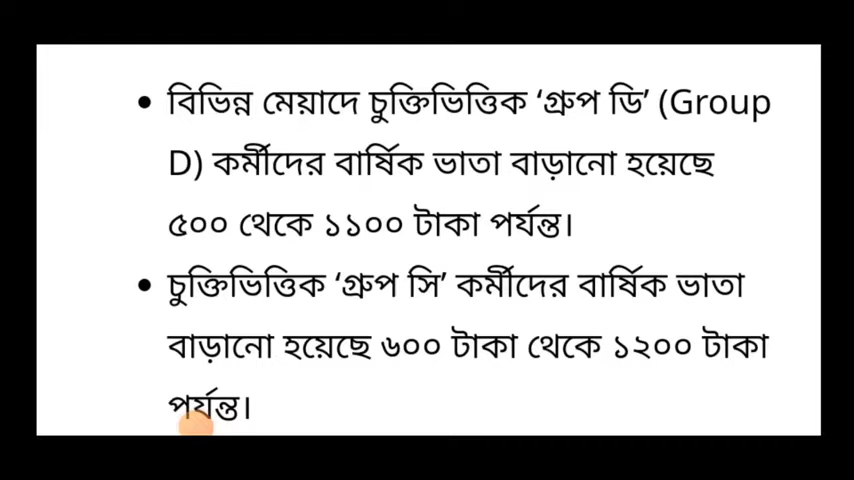 • বিভিন্ন মেয়াদে চুক্তিভিত্তিক ‘গ্রুপ ডি’ (Group
D) কর্মীদের বার্ষিক ভাতা বাড়ানো হয়েছে
৫০০ থেকে ১১০০ টাকা পর্যন্ত।
• চুক্তিভিত্তিক ‘গ্রুপ সি’ কর্মীদের বার্ষিক ভাতা
বাড়ানো হয়েছে ৬০০ টাকা থেকে ১২০০ টাকা
পর্যন্ত।